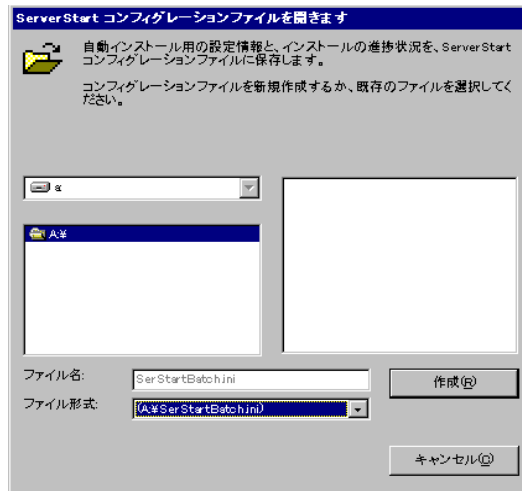 ServerStart コンフィグレーションファイルを開きます
自動インストール用の設定情報と、インストールの進捗状況を、ServerStart
コンフィグレーションファイルに保存します。
コンフィグレーションファイルを新規作成するか、既存のファイルを選択してく
ださい。
a:
A:¥
ファイル名:
SerStartBatch.ini
作成(R)
ファイル形式:
(A:¥SerStartBatch.ini)
キャンセル(C)